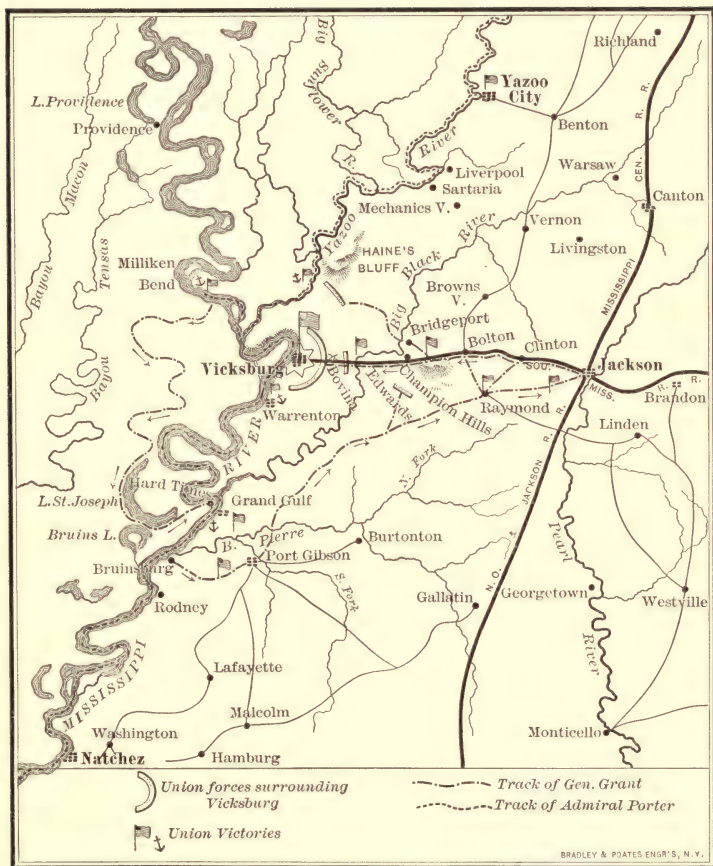 Richland
Big Sunflower R.
Yazoo
City
L. Providence
Providence
River
Benton
R. R.
Macon
Liverpool
Sartaria
Warsaw
CEN.
Mechanics V.
Canton
Yazoo
River
HAINE'S
BLUFF
Vernon
Livingston
Tensas
Milliken
Bend
Black
Big
Browns
V.
MISSISSIPPI
Bayou
Bridgeport
Bolton
Clinton
Vicksburg
Bovina
Edwards
Champion Hills
SOU.
Jackson
MISS.
R. R.
Brandon
Bayou
Warrenton
Raymond
Linden
RIVER
N. Fork
JACKSON R. R.
L. St. Joseph
Hard Times
Grand Gulf
Bruins L.
B. Pierre
Burtonton
Pearl
Bruinsburg
Port Gibson
S. Fork
N. O. &
Rodney
Gallatin
Georgetown
Westville
River
Lafayette
MISSISSIPPI
Malcolm
Washington
Monticello
Natchez
Hamburg
Union forces surrounding
Vicksburg
Track of Gen. Grant
Track of Admiral Porter
Union Victories
BRADLEY & POATES ENGR'S, N.Y.